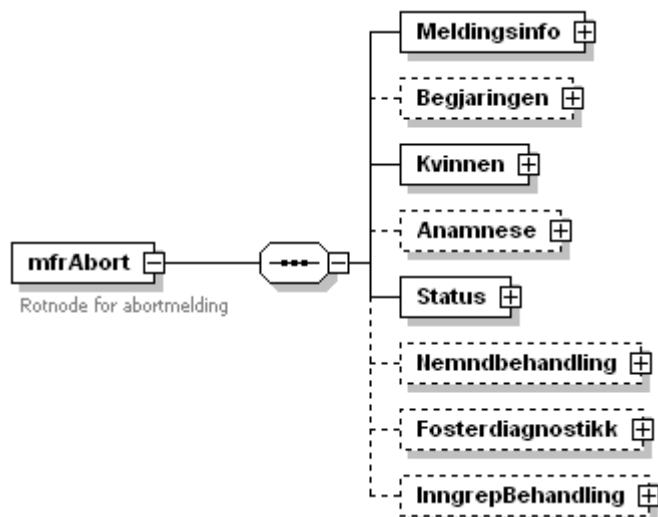 Meldingsinfo
Begjaringen
Kvinnen
Anamnese
mfrAbort
Rotnode for abortmelding
Status
Nemndbehandling
Fosterdiagnostikk
InngrepBehandling